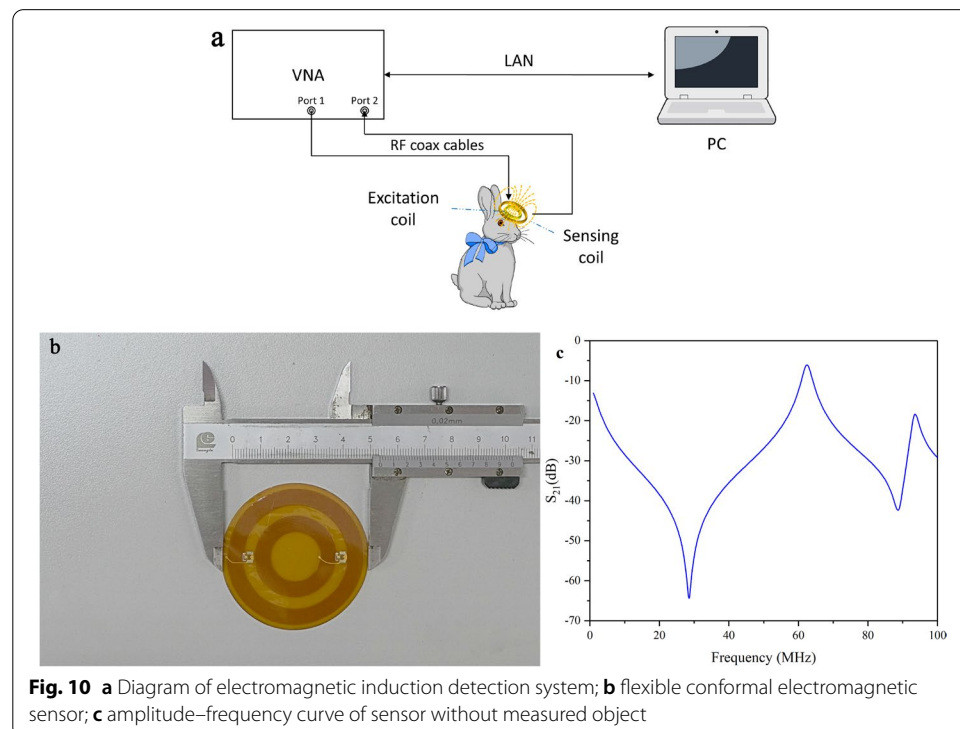 a
VNA
LAN
Port 1
Port 2
RF coax cables
PC
Excitation
coil
Sensing
coil
b
0 1 2 3 4 5 6 7 8 9 10 11
0.02mm
c
0
-10
-20
-30
-40
-50
-60
-70
S21(dB)
0 20 40 60 80 100
Frequency (MHz)
Fig. 10 a Diagram of electromagnetic induction detection system; b flexible conformal electromagnetic
sensor; c amplitude–frequency curve of sensor without measured object